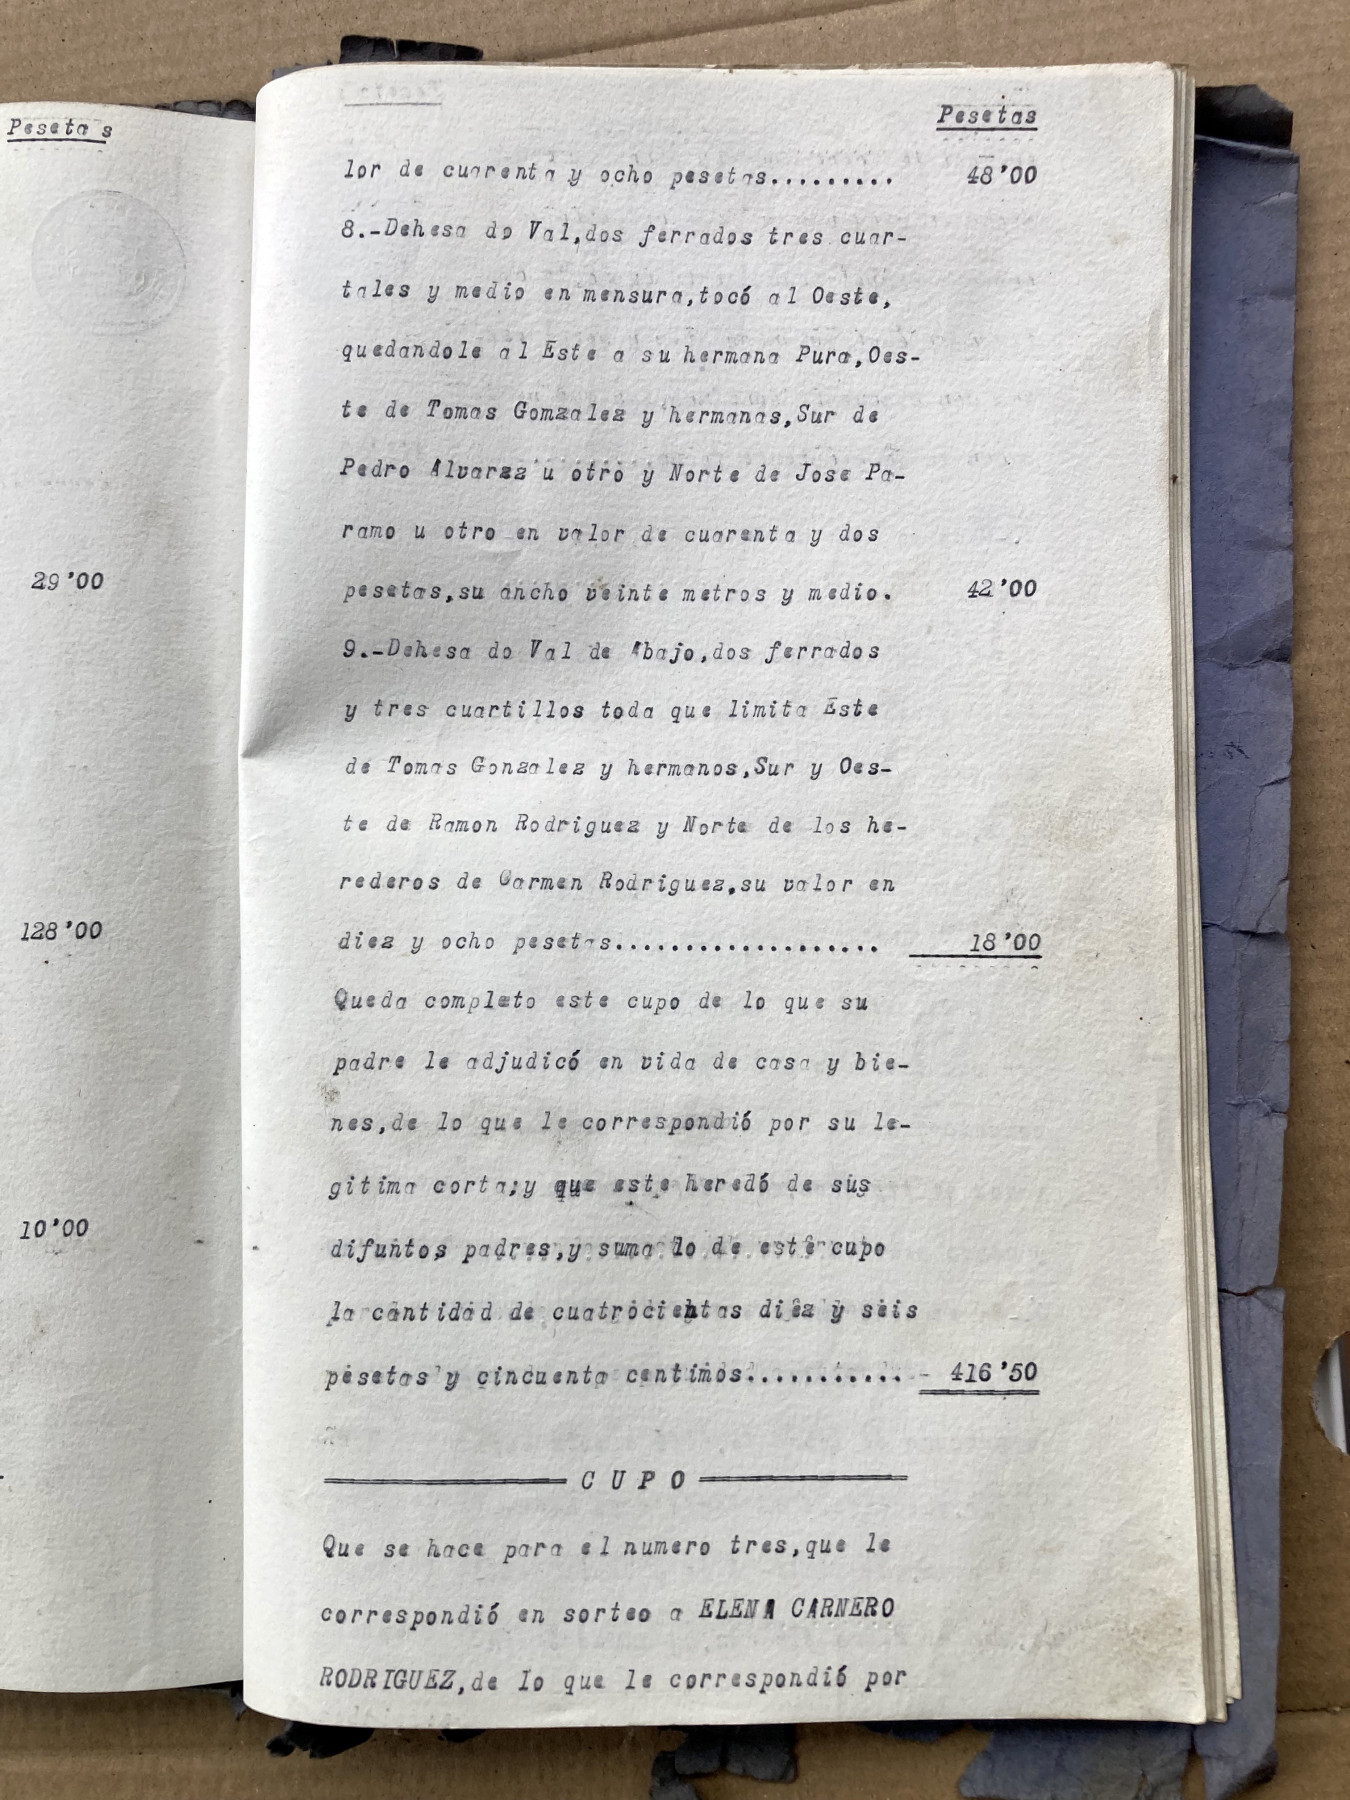 Pesetas
29'00
128'00
10'00
Pesetas
lor de cuarenta y ocho pesetas......... 48'00
8.-Dehesa do Val,dos ferrados tres cuar-
tales y medio en mensura,tocó al Oeste,
quedandole al Este a su hermana Pura,Oes-
te de Tomas Gomzalez y hermanas,Sur de
Pedro Alvarzz u otro y Norte de Jose Pa-
ramo u otro en valor de cuarenta y dos
pesetas,su ancho veinte metros y medio. 42'00
9.-Dehesa do Val de Abajo,dos ferrados
y tres cuartillos toda que limita Este
de Tomas Gonzalez y hermanos,Sur y Oes-
te de Ramon Rodriguez y Norte de los he-
rederos de Carmen Rodriguez,su valor en
diez y ocho pesetas................... 18'00
Queda completo este cupo de lo que su
padre le adjudicó en vida de casa y bie-
nes,de lo que le correspondió por su le-
gitima corta;y que este heredó de sus
difuntos padres,y suma lo de este cupo
la cantidad de cuatrocientas diez y seis
pesetas y cincuenta centimos........... - 416'50
CUPO
Que se hace para el numero tres,que le
correspondió en sorteo a ELENA CARNERO
RODRIGUEZ,de lo que le correspondió por